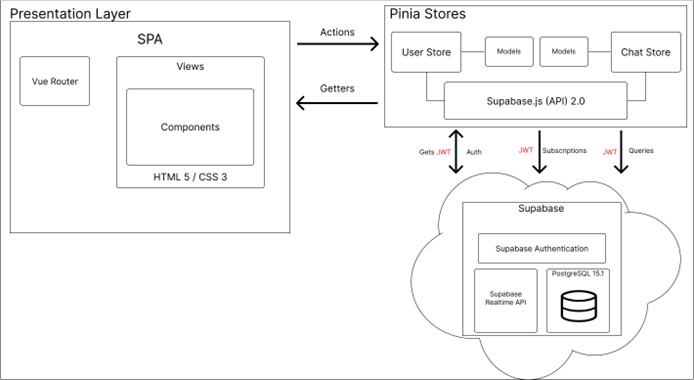 Presentation Layer
SPA
Vue Router
Views
Components
HTML 5 / CSS 3
Actions
Getters
Pinia Stores
User Store
Models
Models
Chat Store
Supabase.js (API) 2.0
Gets JWT
Auth
JWT
Subscriptions
JWT
Queries
Supabase
Supabase Authentication
Supabase
Realtime API
PostgreSQL 15.1